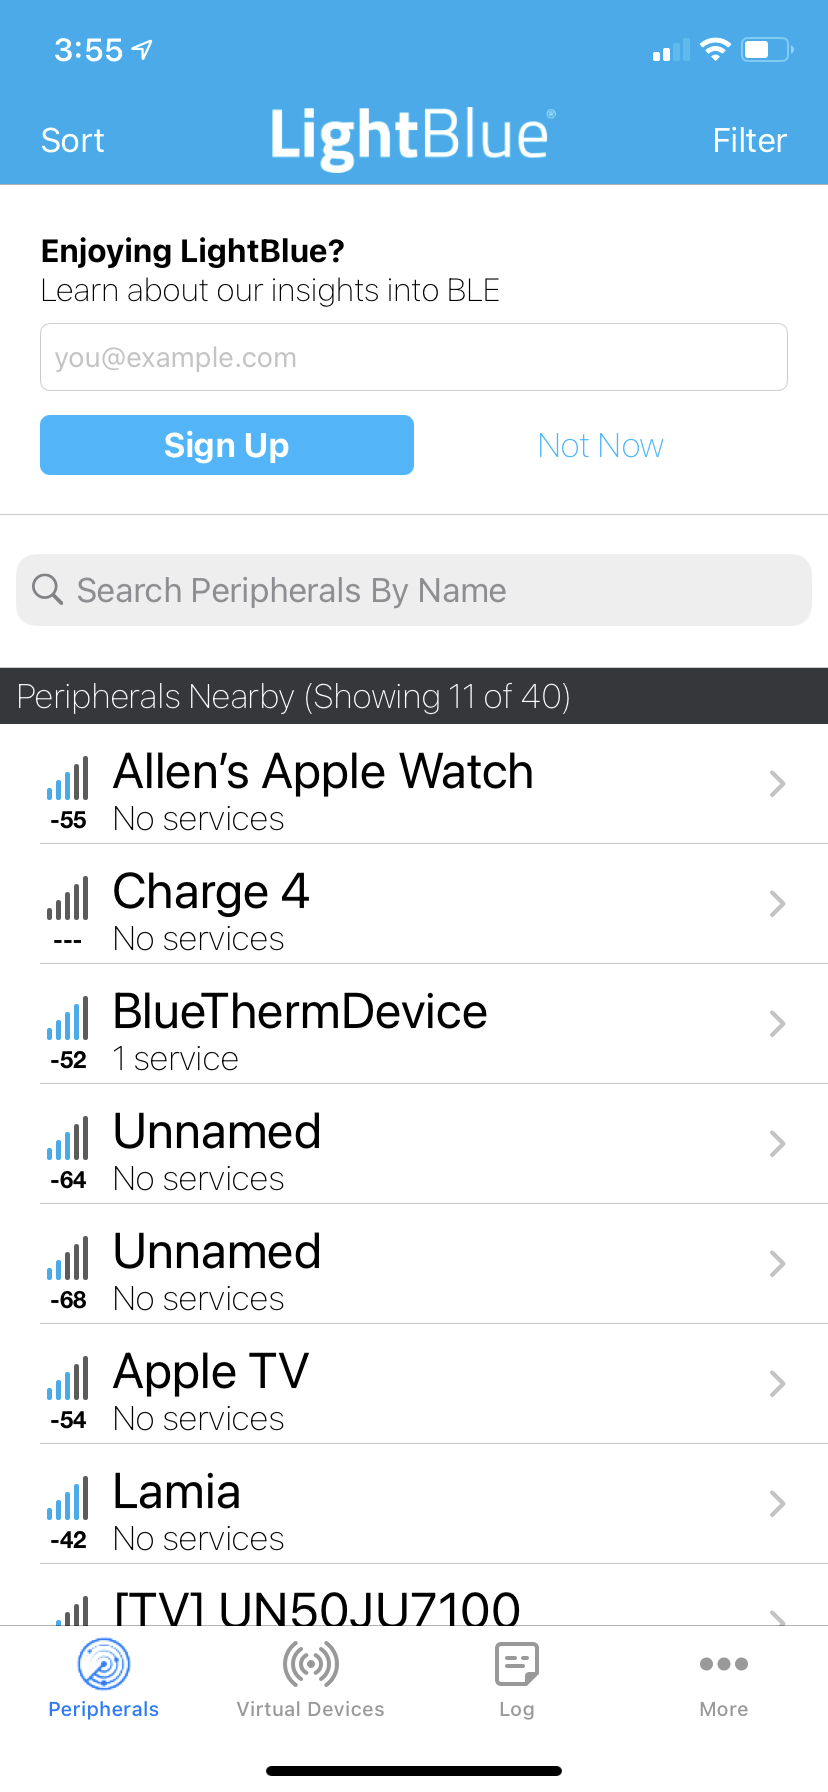 3:55
Sort
LightBlue®
Filter
Enjoying LightBlue?
Learn about our insights into BLE
you@example.com
Sign Up
Not Now
Search Peripherals By Name
Peripherals Nearby (Showing 11 of 40)
Allen’s Apple Watch
-55
No services
Charge 4
---
No services
BlueThermDevice
-52
1 service
Unnamed
-64
No services
Unnamed
-68
No services
Apple TV
-54
No services
Lamia
-42
No services
[TV] UN50JU7100
Peripherals
Virtual Devices
Log
More